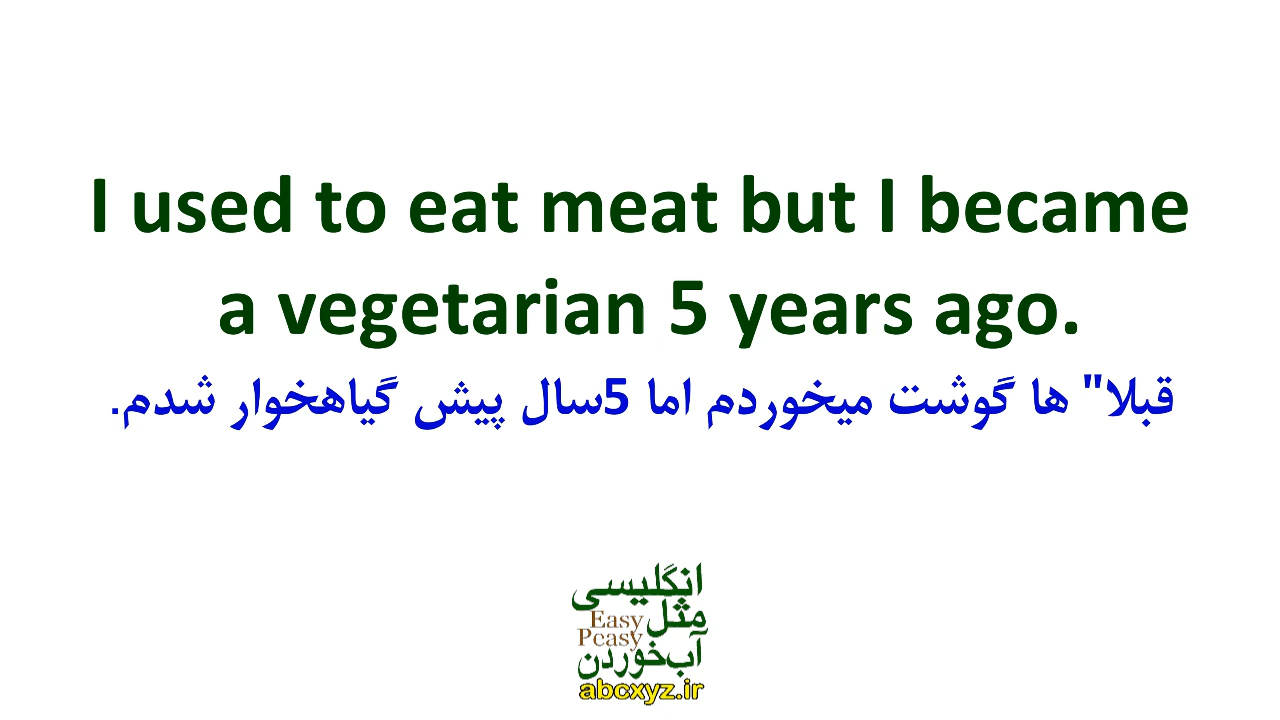 I used to eat meat but I became
a vegetarian 5 years ago.
قبلا" ها گوشت میخوردم اما 5سال پیش گیاهخوار شدم.
انگلیسی
مثل
Easy
Peasy
آب‌خوردن
abcxyz.ir